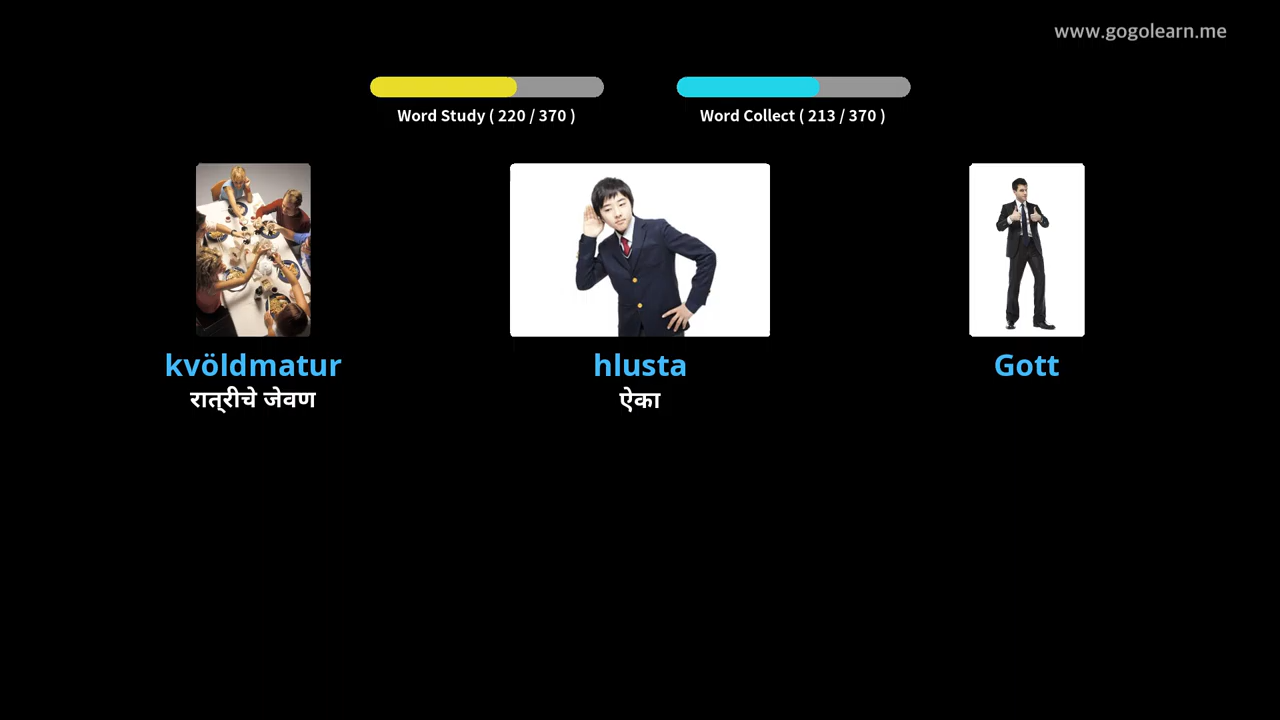 www.gogolearn.me
Word Study ( 220 / 370 )
Word Collect ( 213 / 370 )
kvöldmatur
रात्रीचे जेवण
hlusta
ऐका
Gott